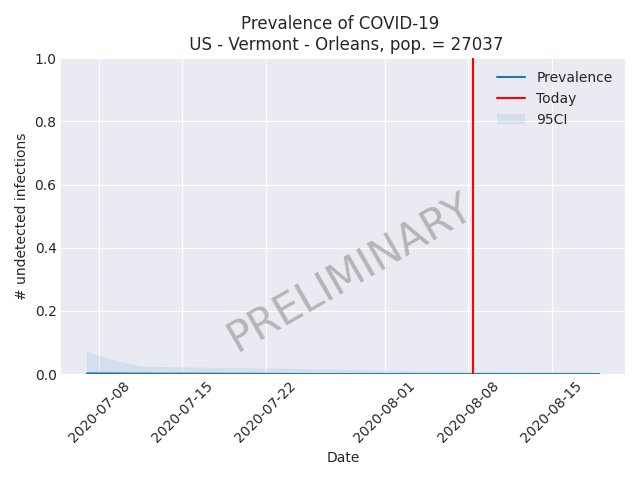 Prevalence of COVID-19
US - Vermont - Orleans, pop. = 27037
1.0
0.8
0.6
0.4
0.2
0.0
# undetected infections
Prevalence
Today
95CI
PRELIMINARY
2020-07-08
2020-07-15
2020-07-22
2020-08-01
2020-08-08
2020-08-15
Date